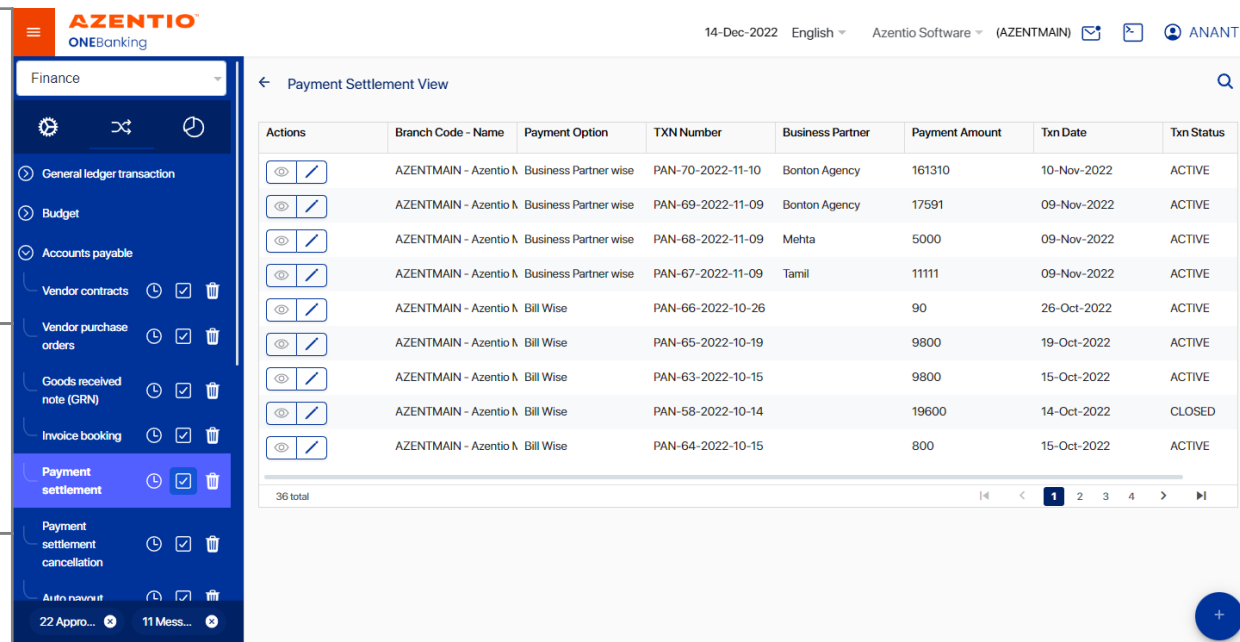 AZENTIO
ONEBanking
14-Dec-2022 English Azentio Software (AZENTMAIN) ANANT
Finance
Payment Settlement View
General ledger transaction
Budget
Accounts payable
Vendor contracts
Vendor purchase
orders
Goods received
note (GRN)
Invoice booking
Payment
settlement
Payment
settlement
cancellation
Auto payout
22 Appro... 11 Mess...
Actions Branch Code - Name Payment Option TXN Number Business Partner Payment Amount Txn Date Txn Status
AZENTMAIN - Azentio Business Partner wise PAN-70-2022-11-10 Bonton Agency 161310 10-Nov-2022 ACTIVE
AZENTMAIN - Azentio Business Partner wise PAN-69-2022-11-09 Bonton Agency 17591 09-Nov-2022 ACTIVE
AZENTMAIN - Azentio Business Partner wise PAN-68-2022-11-09 Mehta 5000 09-Nov-2022 ACTIVE
AZENTMAIN - Azentio Business Partner wise PAN-67-2022-11-09 Tamil 11111 09-Nov-2022 ACTIVE
AZENTMAIN - Azentio Bill Wise PAN-66-2022-10-26 90 26-Oct-2022 ACTIVE
AZENTMAIN - Azentio Bill Wise PAN-65-2022-10-19 9800 19-Oct-2022 ACTIVE
AZENTMAIN - Azentio Bill Wise PAN-63-2022-10-15 9800 15-Oct-2022 ACTIVE
AZENTMAIN - Azentio Bill Wise PAN-58-2022-10-14 19600 14-Oct-2022 CLOSED
AZENTMAIN - Azentio Bill Wise PAN-64-2022-10-15 800 15-Oct-2022 ACTIVE
36 total 1 2 3 4